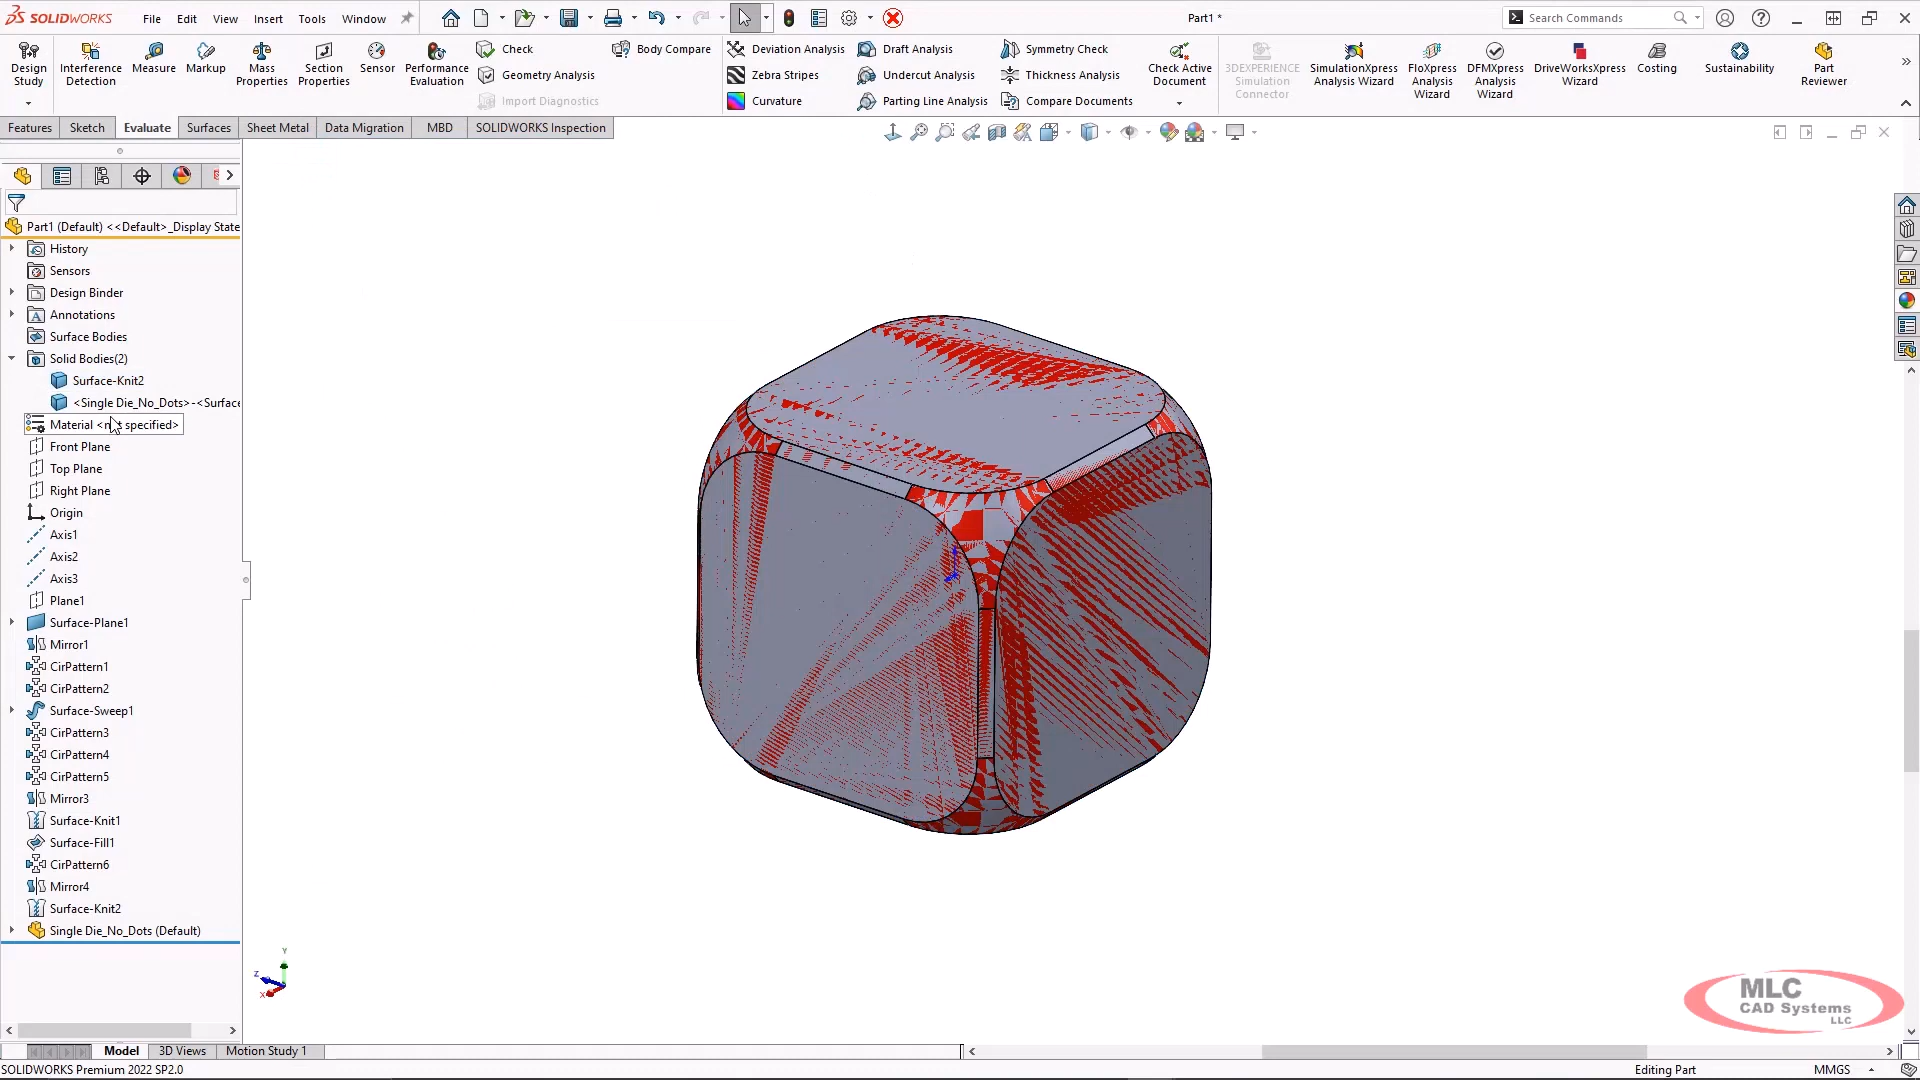 SOLIDWORKS File Edit View Insert Tools Window
Part1 *
Search Commands
Design Study
Interference Detection
Measure
Markup
Mass Properties
Section Properties
Sensor
Performance Evaluation
Check
Geometry Analysis
Import Diagnostics
Body Compare
Deviation Analysis
Zebra Stripes
Curvature
Draft Analysis
Undercut Analysis
Parting Line Analysis
Symmetry Check
Thickness Analysis
Compare Documents
Check Active Document
3DEXPERIENCE Simulation Connector
SimulationXpress Analysis Wizard
FloXpress Analysis Wizard
DFMXpress Analysis Wizard
DriveWorksXpress Wizard
Costing
Sustainability
Part Reviewer
Features Sketch Evaluate Surfaces Sheet Metal Data Migration MBD SOLIDWORKS Inspection
Part1 (Default) <<Default>_Display State
History
Sensors
Design Binder
Annotations
Surface Bodies
Solid Bodies(2)
Surface-Knit2
<Single Die_No_Dots>-<Surface
Material <not specified>
Front Plane
Top Plane
Right Plane
Origin
Axis1
Axis2
Axis3
Plane1
Surface-Plane1
Mirror1
CirPattern1
CirPattern2
Surface-Sweep1
CirPattern3
CirPattern4
CirPattern5
Mirror3
Surface-Knit1
Surface-Fill1
CirPattern6
Mirror4
Surface-Knit2
Single Die_No_Dots (Default)
Y
Z
X
MLC
CAD Systems
LLC
Model 3D Views Motion Study 1
SOLIDWORKS Premium 2022 SP2.0
Editing Part
MMGS